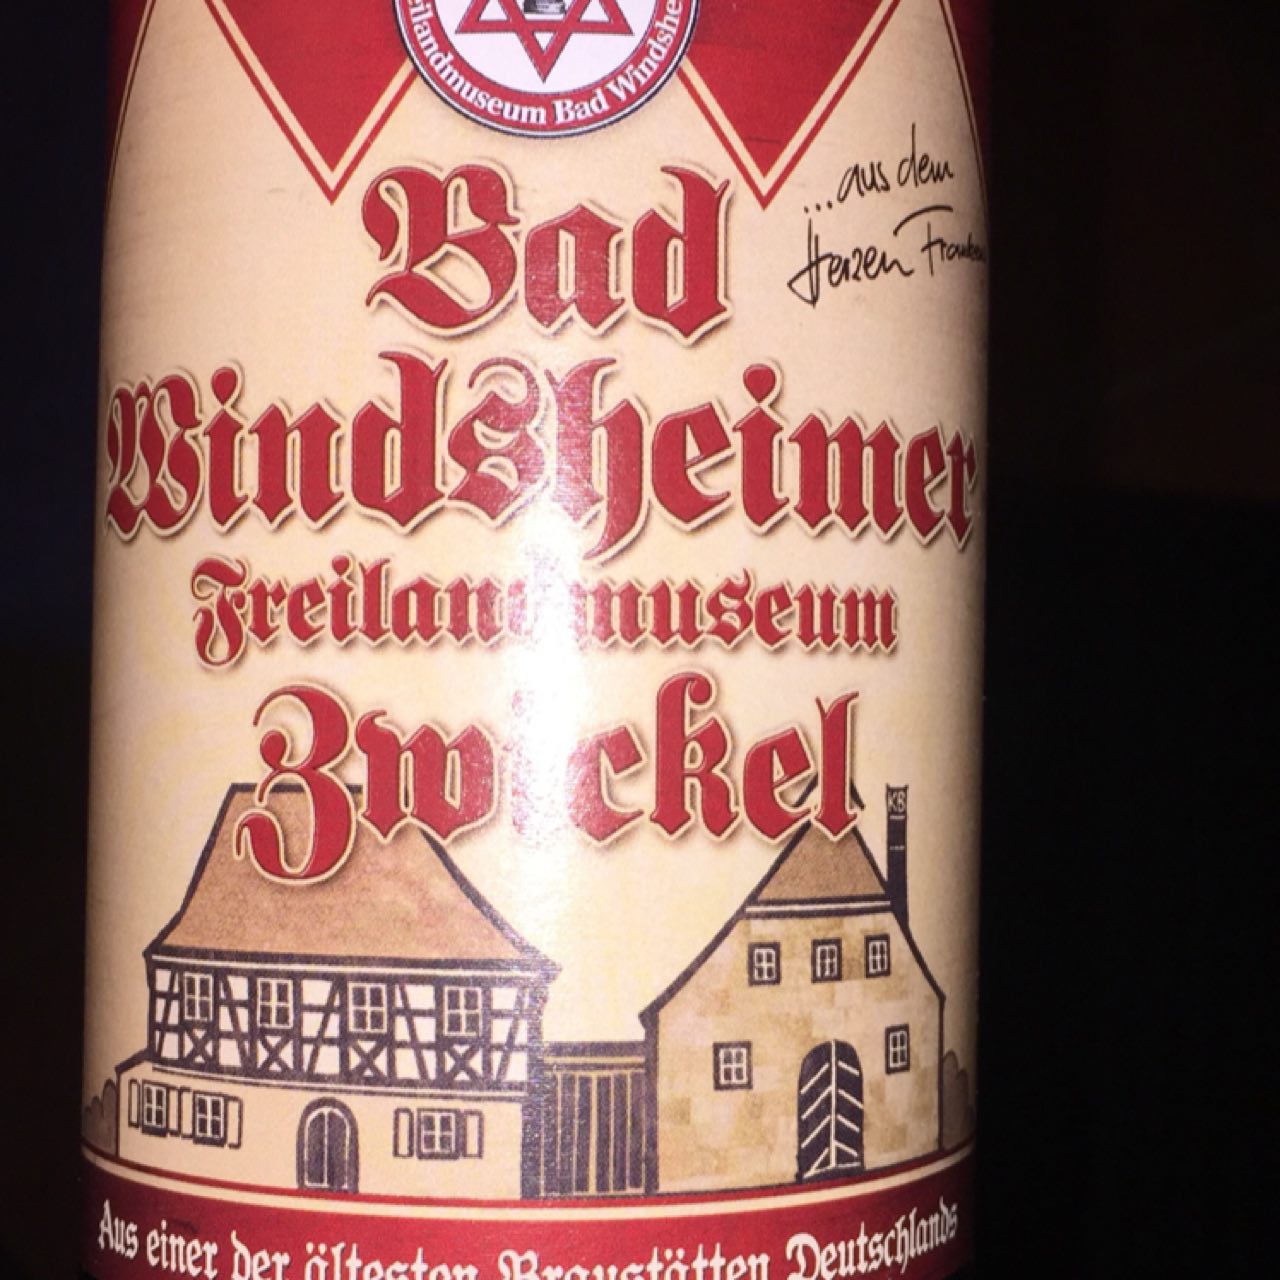 Freilandmuseum Bad Windsheim
...aus dem
Herzen Frankens
Bad
Windsheimer
Freilandmuseum
Zwickel
KB
Aus einer der ältesten Braustätten Deutschlands